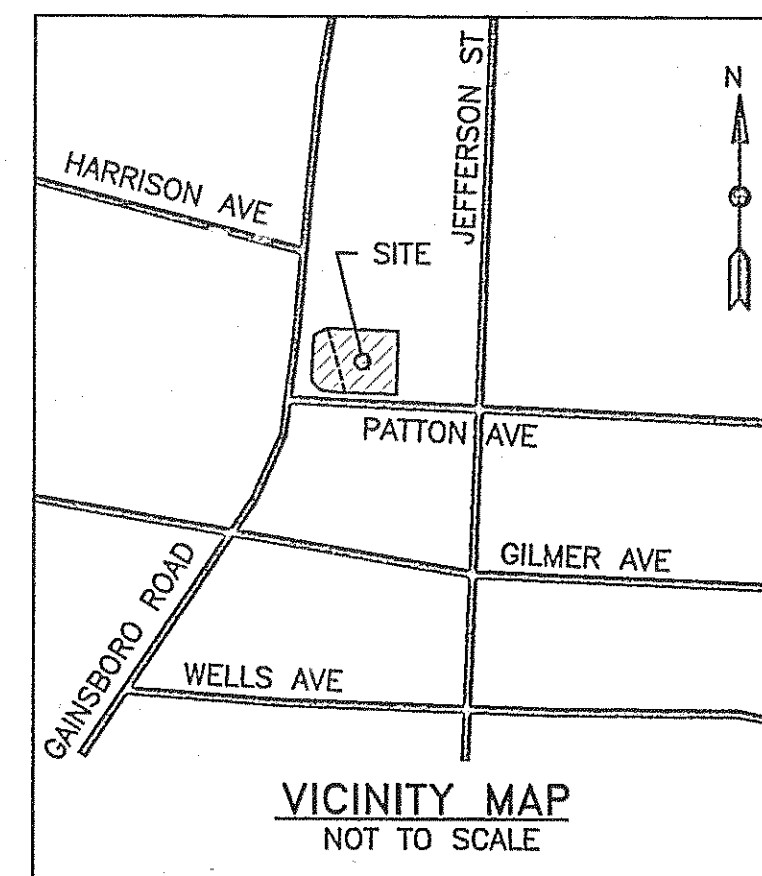 JEFFERSON ST
N
HARRISON AVE
SITE
PATTON AVE
GILMER AVE
GAINSBORO ROAD
WELLS AVE
VICINITY MAP
NOT TO SCALE